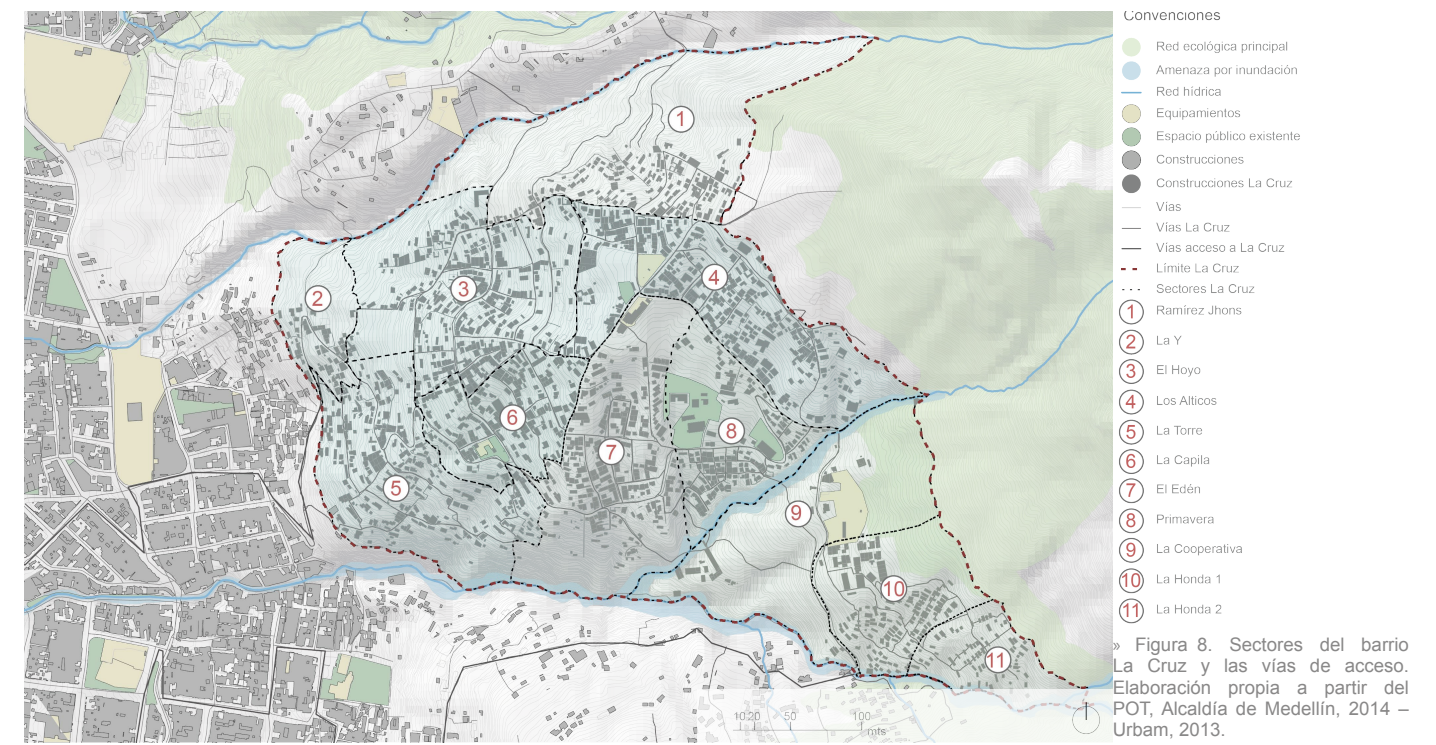 Convenciones
Red ecológica principal
Amenaza por inundación
Red hídrica
Equipamientos
Espacio público existente
Construcciones
Construcciones La Cruz
Vías
Vías La Cruz
Vías acceso a La Cruz
Límite La Cruz
Sectores La Cruz
1 Ramírez Jhons
2 La Y
3 El Hoyo
4 Los Alticos
5 La Torre
6 La Capila
7 El Edén
8 Primavera
9 La Cooperativa
10 La Honda 1
11 La Honda 2
» Figura 8. Sectores del barrio
La Cruz y las vías de acceso.
Elaboración propia a partir del
POT, Alcaldía de Medellín, 2014 –
Urbam, 2013.
1
2
3
4
5
6
7
8
9
10
11
10 20 50 100
mts